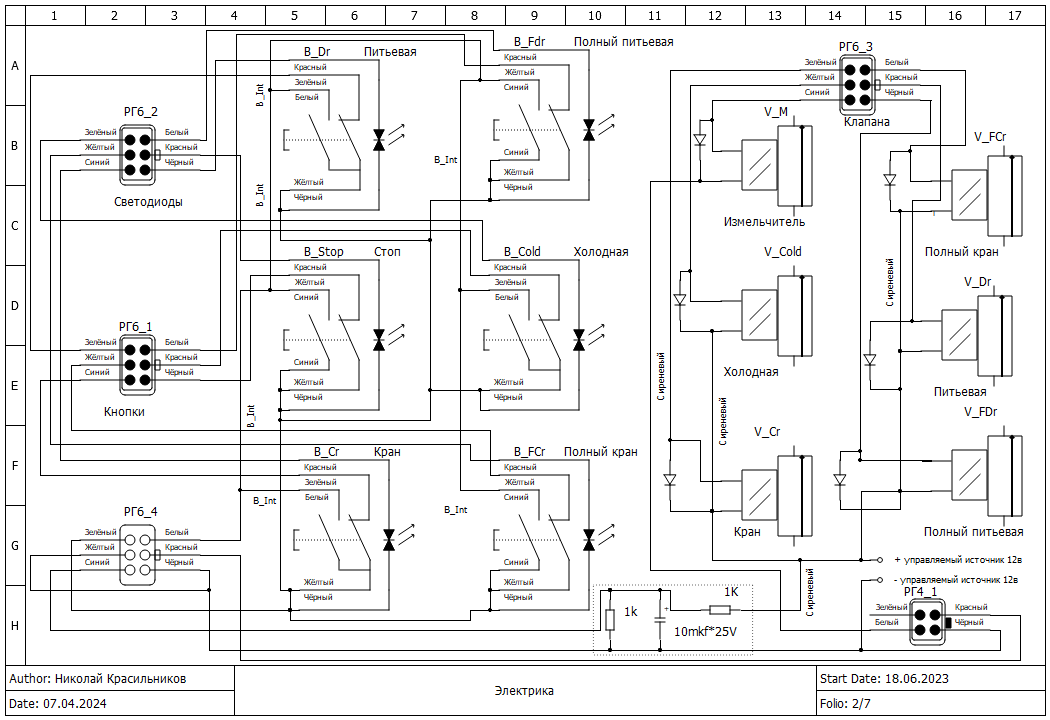 1 2 3 4 5 6 7 8 9 10 11 12 13 14 15 16 17
A
B
C
D
E
F
G
H
РГ6_2
Зелёный Белый
Жёлтый Красный
Синий Чёрный
Светодиоды
РГ6_1
Зелёный Белый
Жёлтый Красный
Синий Чёрный
Кнопки
РГ6_4
Зелёный Белый
Жёлтый Красный
Синий Чёрный
B_Dr Питьевая
Красный
Зелёный
Белый
B_Int
B_Int
Жёлтый
Чёрный
B_Fdr Полный питьевая
Красный
Жёлтый
Синий
B_Int
Синий
Жёлтый
Чёрный
B_Stop Стоп
Красный
Жёлтый
Синий
Синий
Жёлтый
Чёрный
B_Int
B_Cold Холодная
Красный
Зелёный
Белый
Жёлтый
Чёрный
B_Cr Кран
Красный
Зелёный
Белый
B_Int
Жёлтый
Чёрный
B_FCr Полный кран
Красный
Жёлтый
Синий
B_Int
Жёлтый
Чёрный
РГ6_3
Зелёный Белый
Жёлтый Красный
Синий Чёрный
Клапана
V_M
Измельчитель
V_FCr
Полный кран
V_Cold
Холодная
Сиреневый
V_Dr
Питьевая
Сиреневый
Сиреневый
V_Cr
Кран
V_FDr
Полный питьевая
+ управляемый источник 12в
- управляемый источник 12в
Сиреневый
РГ4_1
Зелёный Красный
Белый Чёрный
1k
+
10mkf*25V
1K
Author: Николай Красильников
Date: 07.04.2024
Электрика
Start Date: 18.06.2023
Folio: 2/7